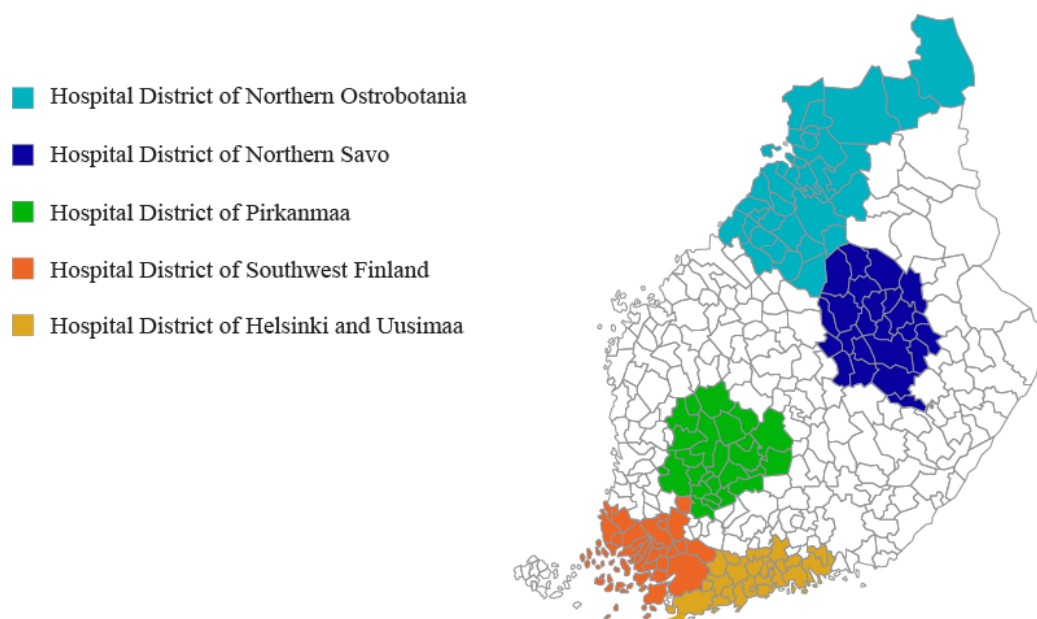 Hospital District of Northern Ostrobotania
Hospital District of Northern Savo
Hospital District of Pirkanmaa
Hospital District of Southwest Finland
Hospital District of Helsinki and Uusimaa